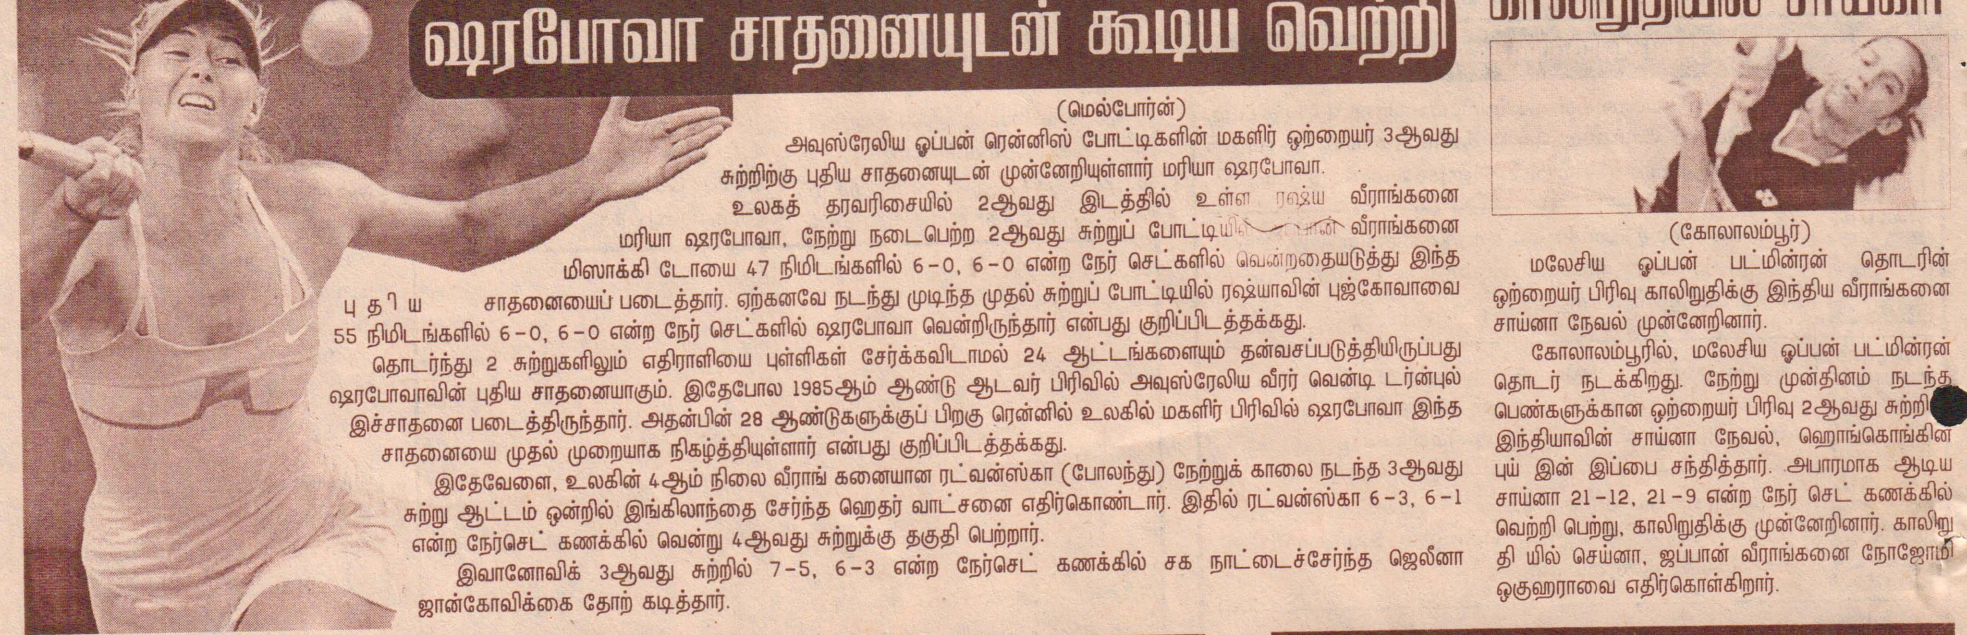 ஷரபோவா சாதனையுடன் கூடிய வெற்றி
(மெல்போர்ன்)
அவுஸ்ரேலிய ஓப்பன் ரென்னிஸ் போட்டிகளின் மகளிர் ஒற்றையர் 3ஆவது
சுற்றிற்கு புதிய சாதனையுடன் முன்னேறியுள்ளார் மரியா ஷரபோவா.
உலகத் தரவரிசையில் 2ஆவது இடத்தில் உள்ள ரஷ்ய வீராங்கனை
மரியா ஷரபோவா, நேற்று நடைபெற்ற 2ஆவது சுற்றுப் போட்டியில் வீராங்கனை
மிஸாக்கி டோயை 47 நிமிடங்களில் 6-0, 6-0 என்ற நேர் செட்களில் வென்றதையடுத்து இந்த
புதிய சாதனையைப் படைத்தார். ஏற்கனவே நடந்து முடிந்த முதல் சுற்றுப் போட்டியில் ரஷ்யாவின் புஜ்கோவாவை
55 நிமிடங்களில் 6-0, 6-0 என்ற நேர் செட்களில் ஷரபோவா வென்றிருந்தார் என்பது குறிப்பிடத்தக்கது.
தொடர்ந்து 2 சுற்றுகளிலும் எதிராளியை புள்ளிகள் சேர்க்கவிடாமல் 24 ஆட்டங்களையும் தன்வசப்படுத்தியிருப்பது
ஷரபோவாவின் புதிய சாதனையாகும். இதேபோல 1985ஆம் ஆண்டு ஆடவர் பிரிவில் அவுஸ்ரேலிய வீரர் வென்டி டர்ன்புல்
இச்சாதனை படைத்திருந்தார். அதன்பின் 28 ஆண்டுகளுக்குப் பிறகு ரென்னில் உலகில் மகளிர் பிரிவில் ஷரபோவா இந்த
சாதனையை முதல் முறையாக நிகழ்த்தியுள்ளார் என்பது குறிப்பிடத்தக்கது.
இதேவேளை, உலகின் 4ஆம் நிலை வீராங் கனையான ரட்வன்ஸ்கா (போலந்து) நேற்றுக் காலை நடந்த 3ஆவது
சுற்று ஆட்டம் ஒன்றில் இங்கிலாந்தை சேர்ந்த ஹெதர் வாட்சனை எதிர்கொண்டார். இதில் ரட்வன்ஸ்கா 6-3, 6-1
என்ற நேர்செட் கணக்கில் வென்று 4ஆவது சுற்றுக்கு தகுதி பெற்றார்.
இவானோவிக் 3ஆவது சுற்றில் 7-5, 6-3 என்ற நேர்செட் கணக்கில் சக நாட்டைச்சேர்ந்த ஜெலீனா
ஜான்கோவிக்கை தோற் கடித்தார்.
காலிறுதியில் சாய்னா
(கோலாலம்பூர்)
மலேசிய ஓப்பன் பட்மின்ரன் தொடரின்
ஒற்றையர் பிரிவு காலிறுதிக்கு இந்திய வீராங்கனை
சாய்னா நேவல் முன்னேறினார்.
கோலாலம்பூரில், மலேசிய ஓப்பன் பட்மின்ரன்
தொடர் நடக்கிறது. நேற்று முன்தினம் நடந்த
பெண்களுக்கான ஒற்றையர் பிரிவு 2ஆவது
இந்தியாவின் சாய்னா நேவல், ஹொங்கொங்கின்
புய் இன் இப்பை சந்தித்தார். அபாரமாக ஆடிய
சாய்னா 21-12, 21-9 என்ற நேர் செட் கணக்கில்
வெற்றி பெற்று, காலிறுதிக்கு முன்னேறினார். காலிறு
தி யில் செய்னா, ஜப்பான் வீராங்கனை நோஜோமி
ஒகுஹராவை எதிர்கொள்கிறார்.